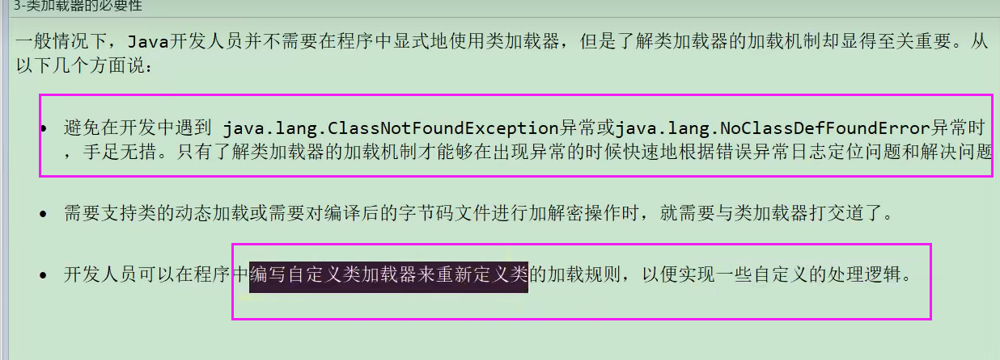 3-类加载器的必要性
一般情况下，Java开发人员并不需要在程序中显式地使用类加载器，但是了解类加载器的加载机制却显得至关重要。从
以下几个方面说：
• 避免在开发中遇到 java.lang.ClassNotFoundException异常或java.lang.NoClassDefFoundError异常时
，手足无措。只有了解类加载器的加载机制才能够在出现异常的时候快速地根据错误异常日志定位问题和解决问题
• 需要支持类的动态加载或需要对编译后的字节码文件进行加解密操作时，就需要与类加载器打交道了。
• 开发人员可以在程序中编写自定义类加载器来重新定义类的加载规则，以便实现一些自定义的处理逻辑。